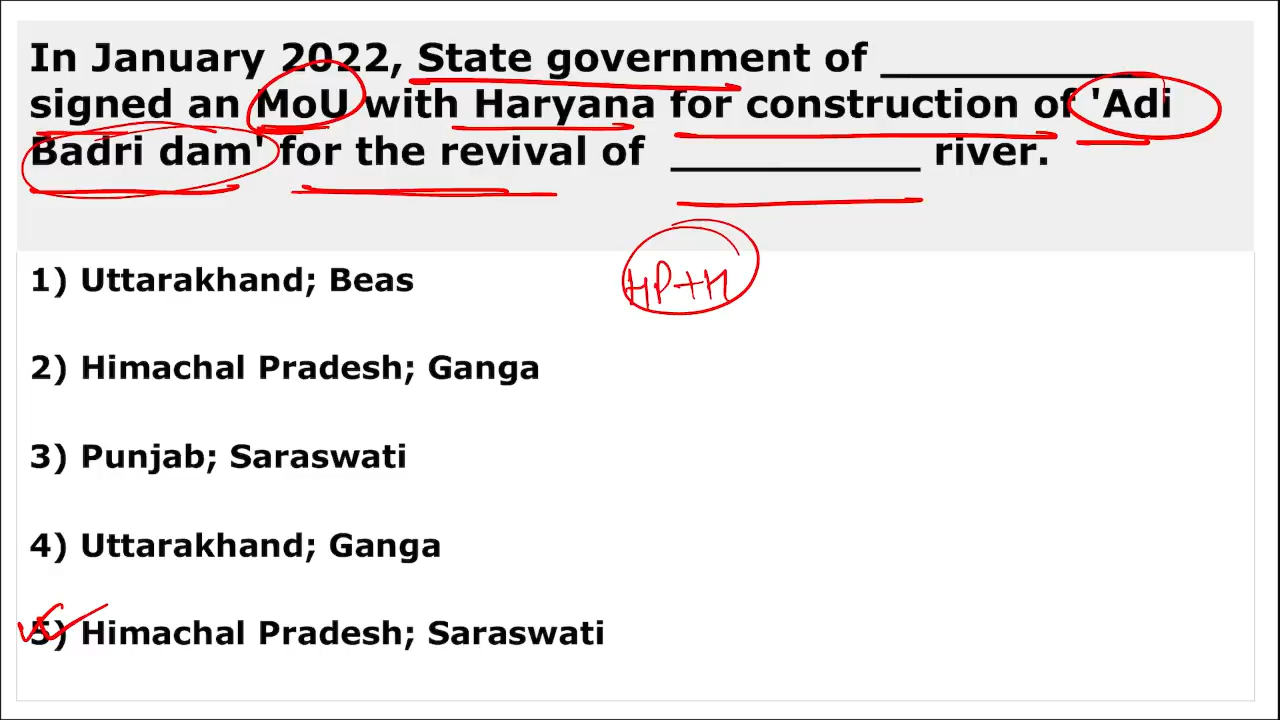 In January 2022, State government of ____________
signed an MoU with Haryana for construction of 'Adi
Badri dam' for the revival of ____________ river.
HP+H
1) Uttarakhand; Beas
2) Himachal Pradesh; Ganga
3) Punjab; Saraswati
4) Uttarakhand; Ganga
5) Himachal Pradesh; Saraswati